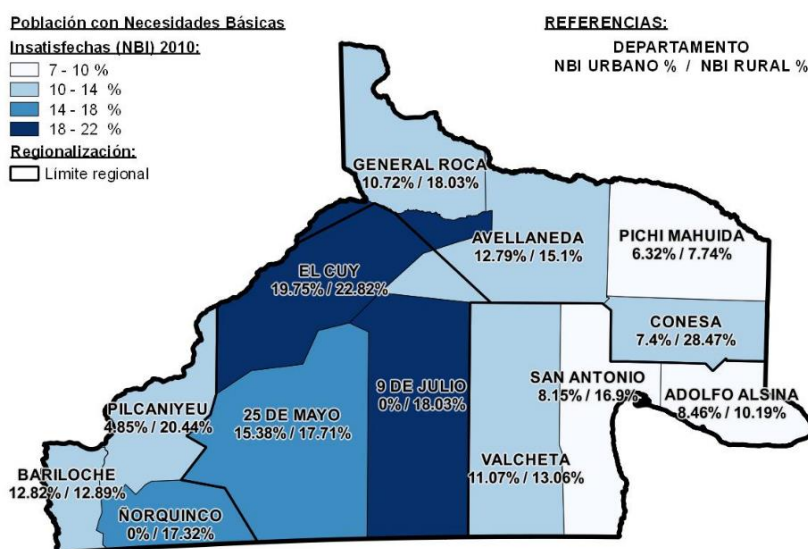 Población con Necesidades Básicas
Insatisfechas (NBI) 2010:
7 - 10 %
10 - 14 %
14 - 18 %
18 - 22 %
Regionalización:
Límite regional
REFERENCIAS:
DEPARTAMENTO
NBI URBANO % / NBI RURAL %
GENERAL ROCA
10.72% / 18.03%
AVELLANEDA
12.79% / 15.1%
PICHI MAHUIDA
6.32% / 7.74%
EL CUY
19.75% / 22.82%
CONESA
7.4% / 28.47%
SAN ANTONIO
8.15% / 16.9%
ADOLFO ALSINA
8.46% / 10.19%
9 DE JULIO
0% / 18.03%
PILCANIYEU
4.85% / 20.44%
25 DE MAYO
15.38% / 17.71%
VALCHETA
11.07% / 13.06%
BARILOCHE
12.82% / 12.89%
ÑORQUINCO
0% / 17.32%